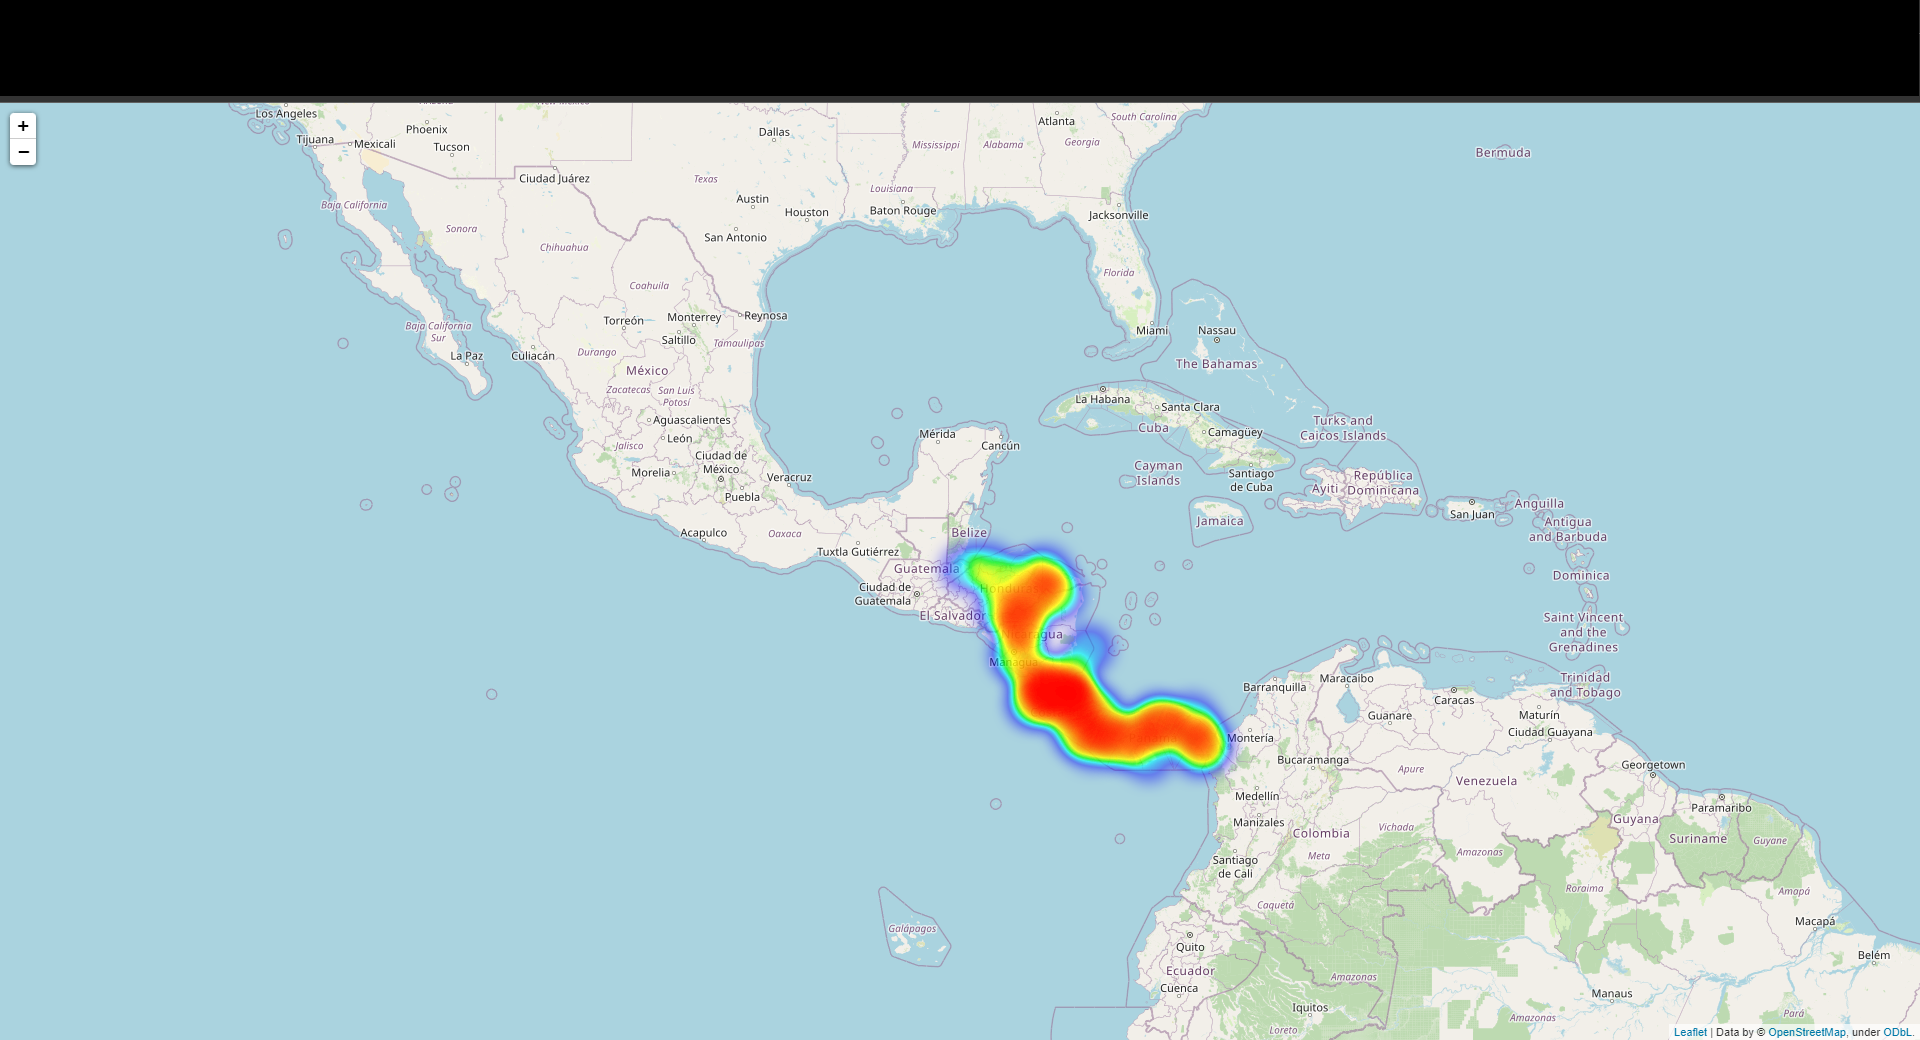 +
−
Los Angeles
Phoenix
Tijuana
Mexicali
Tucson
Dallas
Atlanta
South Carolina
Mississippi
Alabama
Georgia
Bermuda
Ciudad Juárez
Texas
Louisiana
Baja California
Austin
Houston
Baton Rouge
Jacksonville
Sonora
San Antonio
Chihuahua
Florida
Coahuila
Torreón
Monterrey
Reynosa
Baja California
Sur
Saltillo
Tamaulipas
Miami
Nassau
La Paz
Culiacán
Durango
The Bahamas
México
Zacatecas
San Luis
Potosí
La Habana
Santa Clara
Aguascalientes
Cuba
Camagüey
Turks and
Caicos Islands
León
Jalisco
Mérida
Cancún
Ciudad de
México
Morelia
Veracruz
Cayman
Islands
Santiago
de Cuba
República
Dominicana
Ayiti
Puebla
San Juan
Anguilla
Jamaica
Antigua
and Barbuda
Acapulco
Oaxaca
Belize
Tuxtla Gutiérrez
Guatemala
Dominica
Ciudad de
Guatemala
Honduras
El Salvador
Saint Vincent
and the
Grenadines
Nicaragua
Managua
Barranquilla
Maracaibo
Caracas
Trinidad
and Tobago
Guanare
Maturín
Panamá
Montería
Ciudad Guayana
Bucaramanga
Apure
Venezuela
Georgetown
Medellín
Paramaribo
Manizales
Colombia
Vichada
Guyana
Suriname
Guyane
Meta
Amazonas
Santiago
de Cali
Roraima
Amapá
Caquetá
Galápagos
Macapá
Quito
Belém
Ecuador
Amazonas
Cuenca
Manaus
Iquitos
Loreto
Amazonas
Pará
Leaflet | Data by © OpenStreetMap, under ODbL.